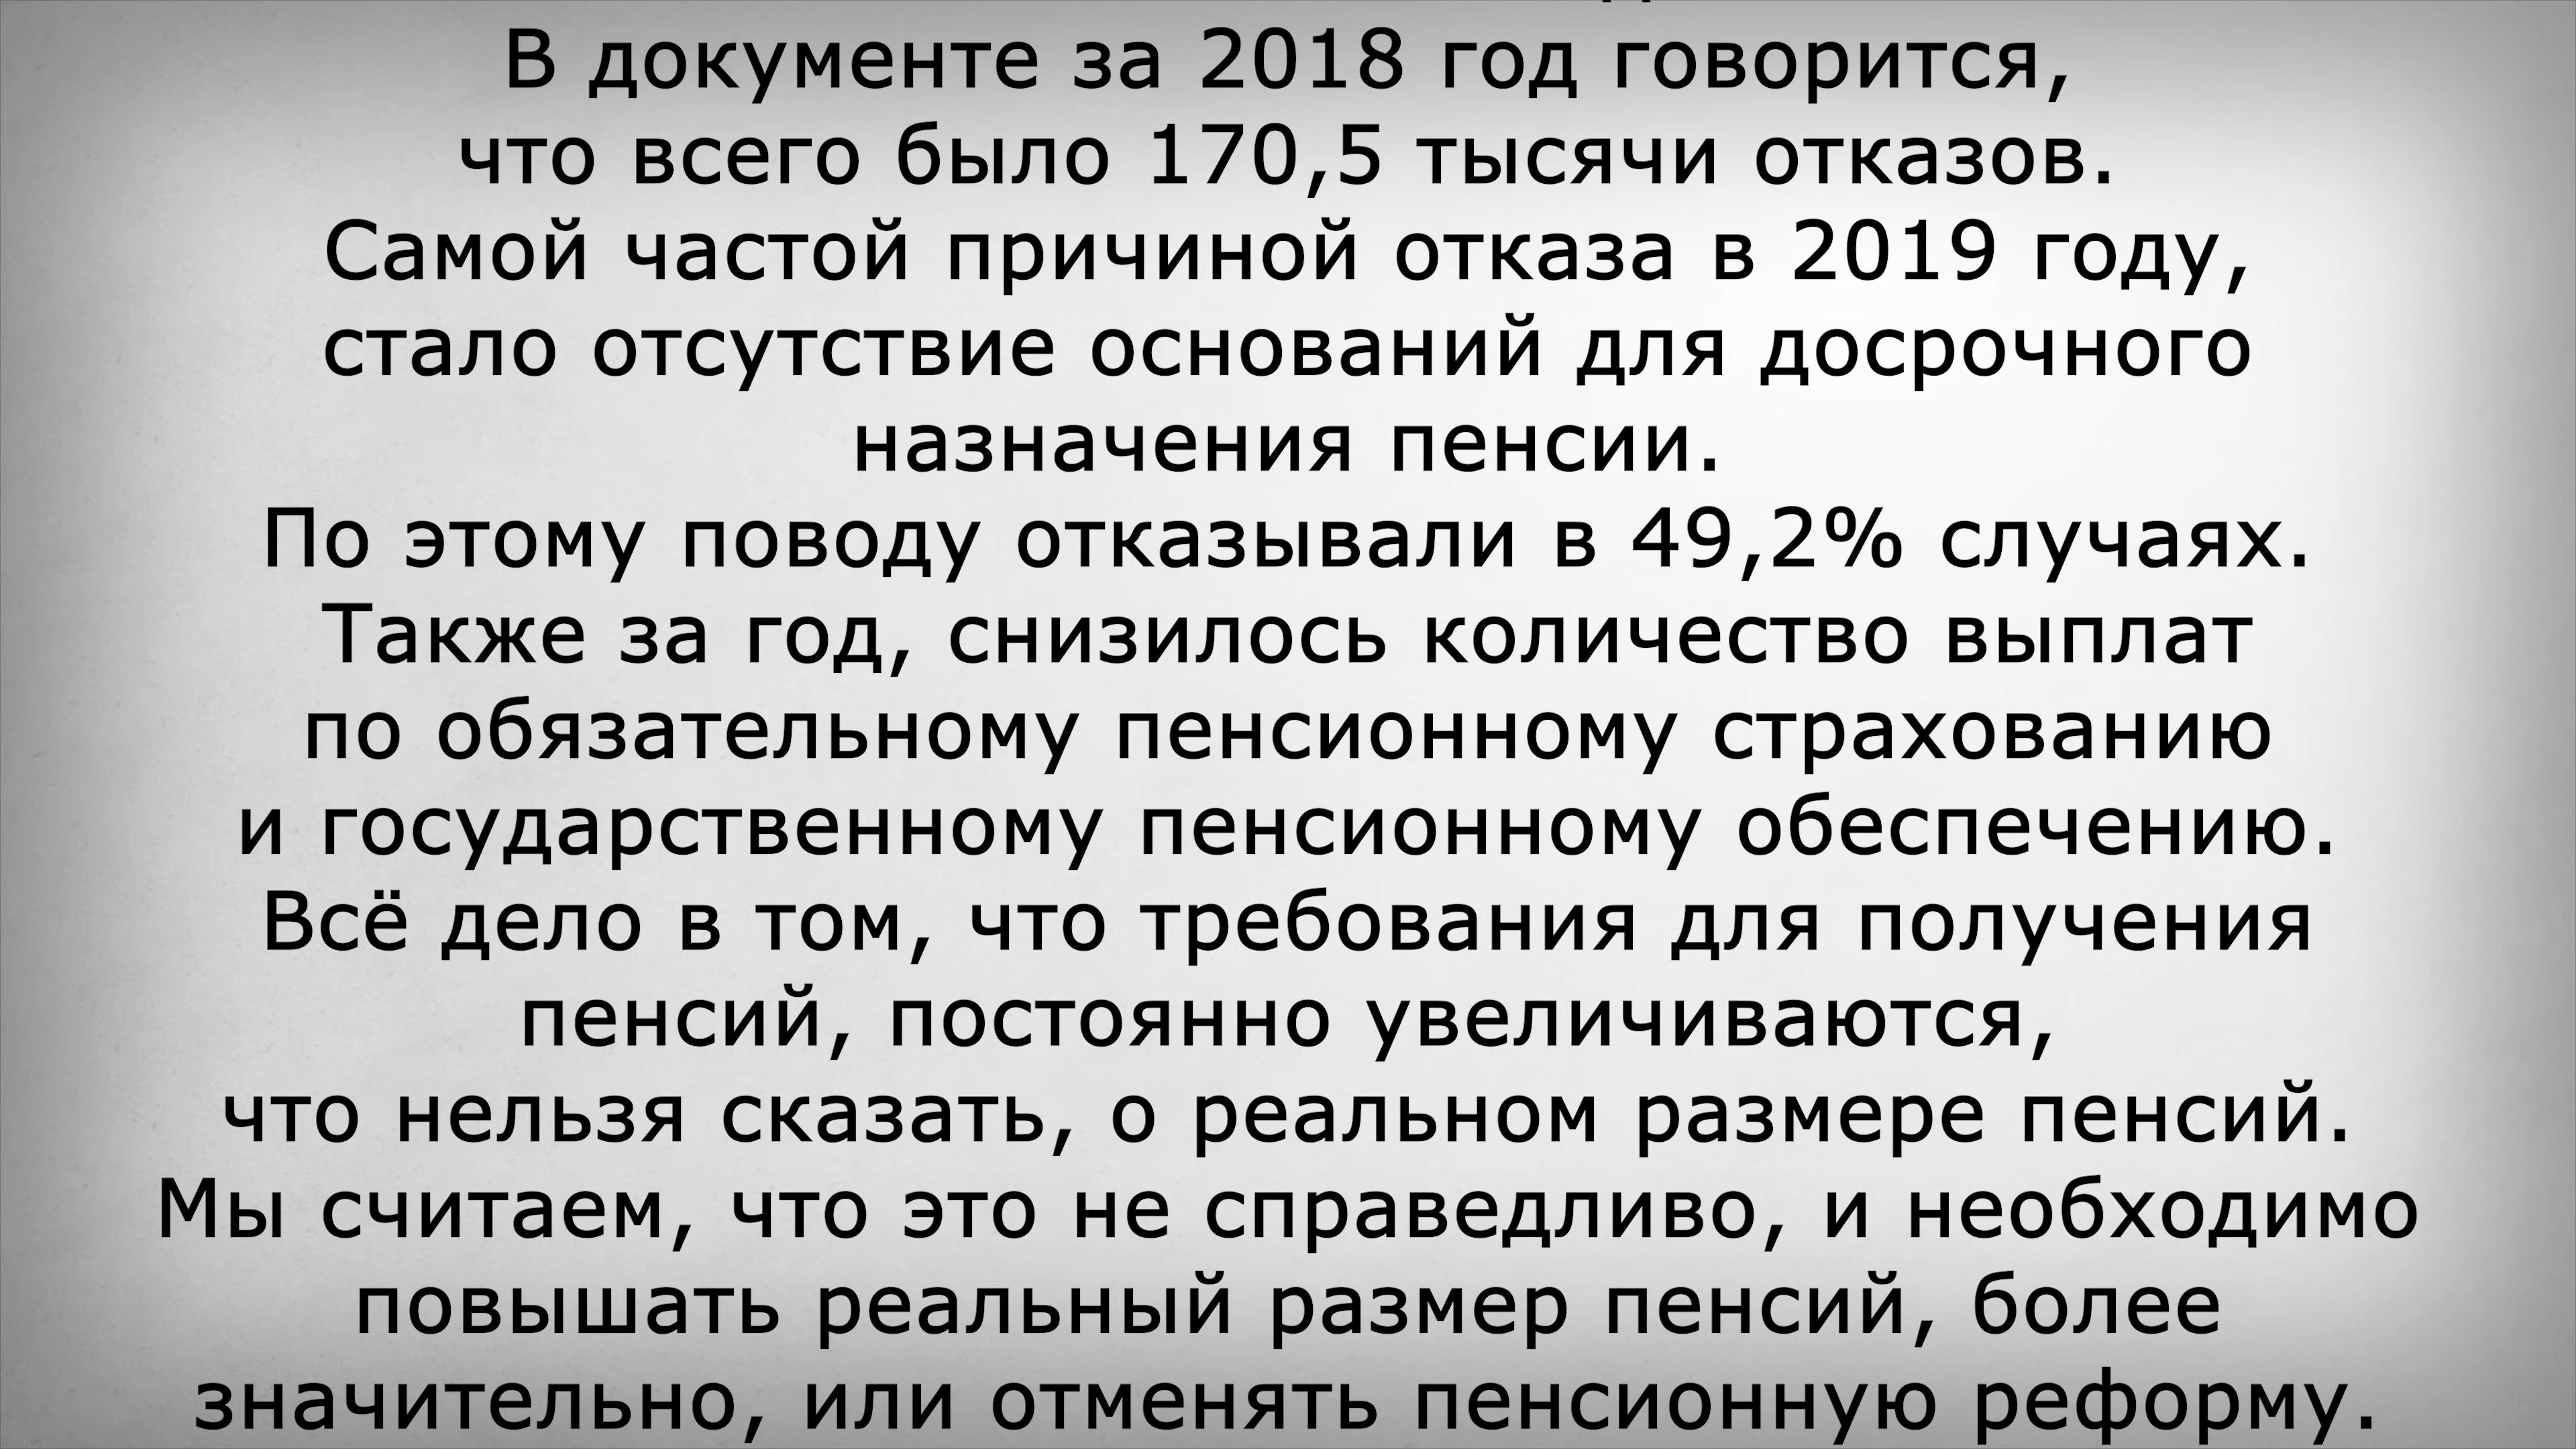 В документе за 2018 год говорится,
что всего было 170,5 тысячи отказов.
Самой частой причиной отказа в 2019 году,
стало отсутствие оснований для досрочного
назначения пенсии.
По этому поводу отказывали в 49,2% случаях.
Также за год, снизилось количество выплат
по обязательному пенсионному страхованию
и государственному пенсионному обеспечению.
Всё дело в том, что требования для получения
пенсий, постоянно увеличиваются,
что нельзя сказать, о реальном размере пенсий.
Мы считаем, что это не справедливо, и необходимо
повышать реальный размер пенсий, более
значительно, или отменять пенсионную реформу.